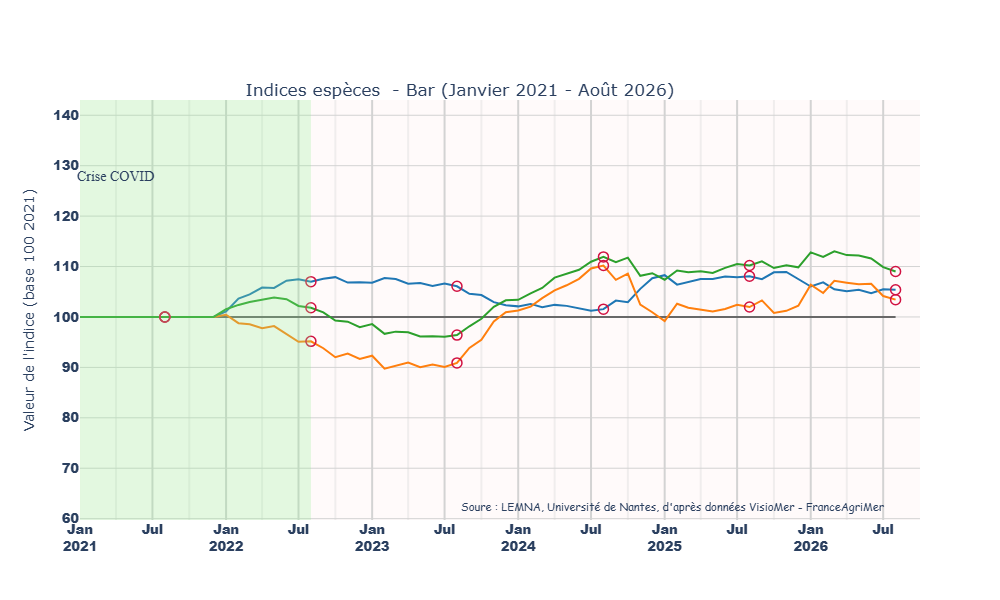 Indices espèces - Bar (Janvier 2021 - Août 2026)
Valeur de l'indice (base 100 2021)
140
130
Crise COVID
120
110
100
90
80
70
60
Soure : LEMNA, Université de Nantes, d'après données VisioMer - FranceAgriMer
Jan Jul Jan Jul Jan Jul Jan Jul Jan Jul Jan Jul
2021 2022 2023 2024 2025 2026